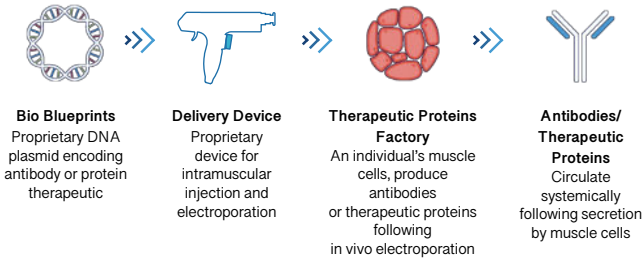 Bio Blueprints
Proprietary DNA
plasmid encoding
antibody or protein
therapeutic
Delivery Device
Proprietary
device for
intramuscular
injection and
electroporation
Therapeutic Proteins
Factory
An individual's muscle
cells, produce
antibodies
or therapeutic proteins
following
in vivo electroporation
Antibodies/
Therapeutic
Proteins
Circulate
systemically
following secretion
by muscle cells